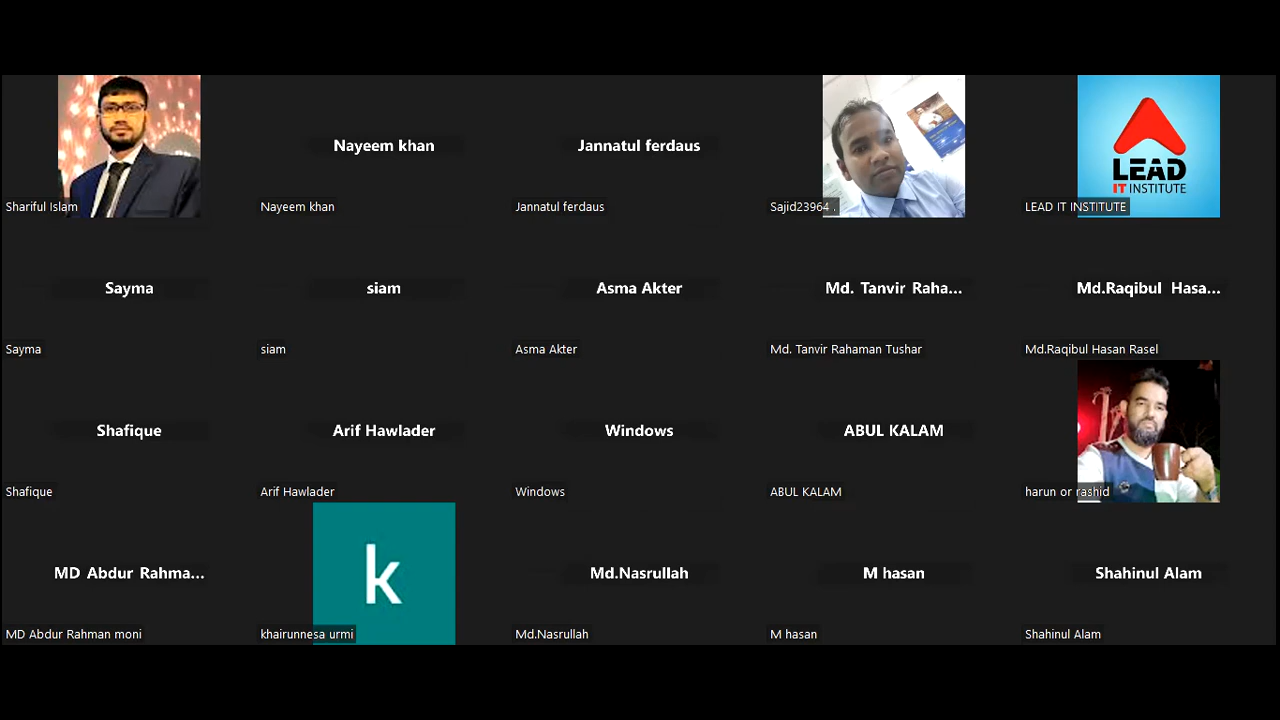 Shariful Islam
Nayeem khan
Nayeem khan
Jannatul ferdaus
Jannatul ferdaus
Sajid23964 .
LEAD
IT INSTITUTE
LEAD IT INSTITUTE
Sayma
Sayma
siam
siam
Asma Akter
Asma Akter
Md. Tanvir Raha...
Md. Tanvir Rahaman Tushar
Md.Raqibul Hasa...
Md.Raqibul Hasan Rasel
Shafique
Shafique
Arif Hawlader
Arif Hawlader
Windows
Windows
ABUL KALAM
ABUL KALAM
harun or rashid
MD Abdur Rahma...
MD Abdur Rahman moni
k
khairunnesa urmi
Md.Nasrullah
Md.Nasrullah
M hasan
M hasan
Shahinul Alam
Shahinul Alam